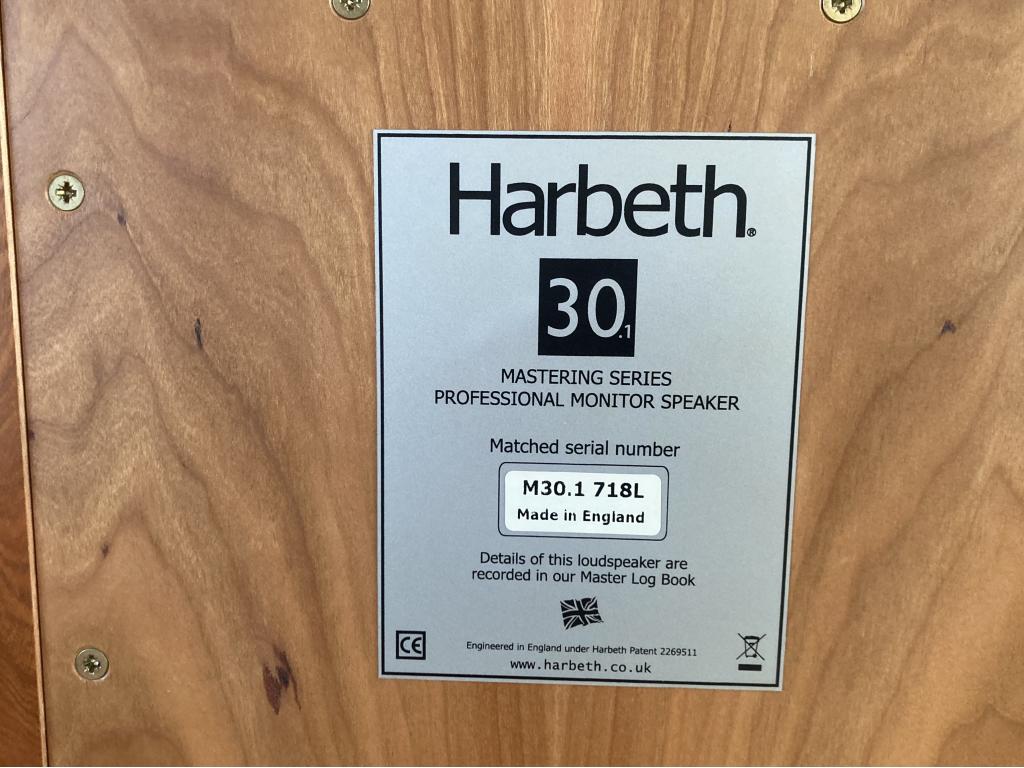 Harbeth®
30.1
MASTERING SERIES
PROFESSIONAL MONITOR SPEAKER
Matched serial number
M30.1 718L
Made in England
Details of this loudspeaker are
recorded in our Master Log Book
CE
Engineered in England under Harbeth Patent 2269511
www.harbeth.co.uk